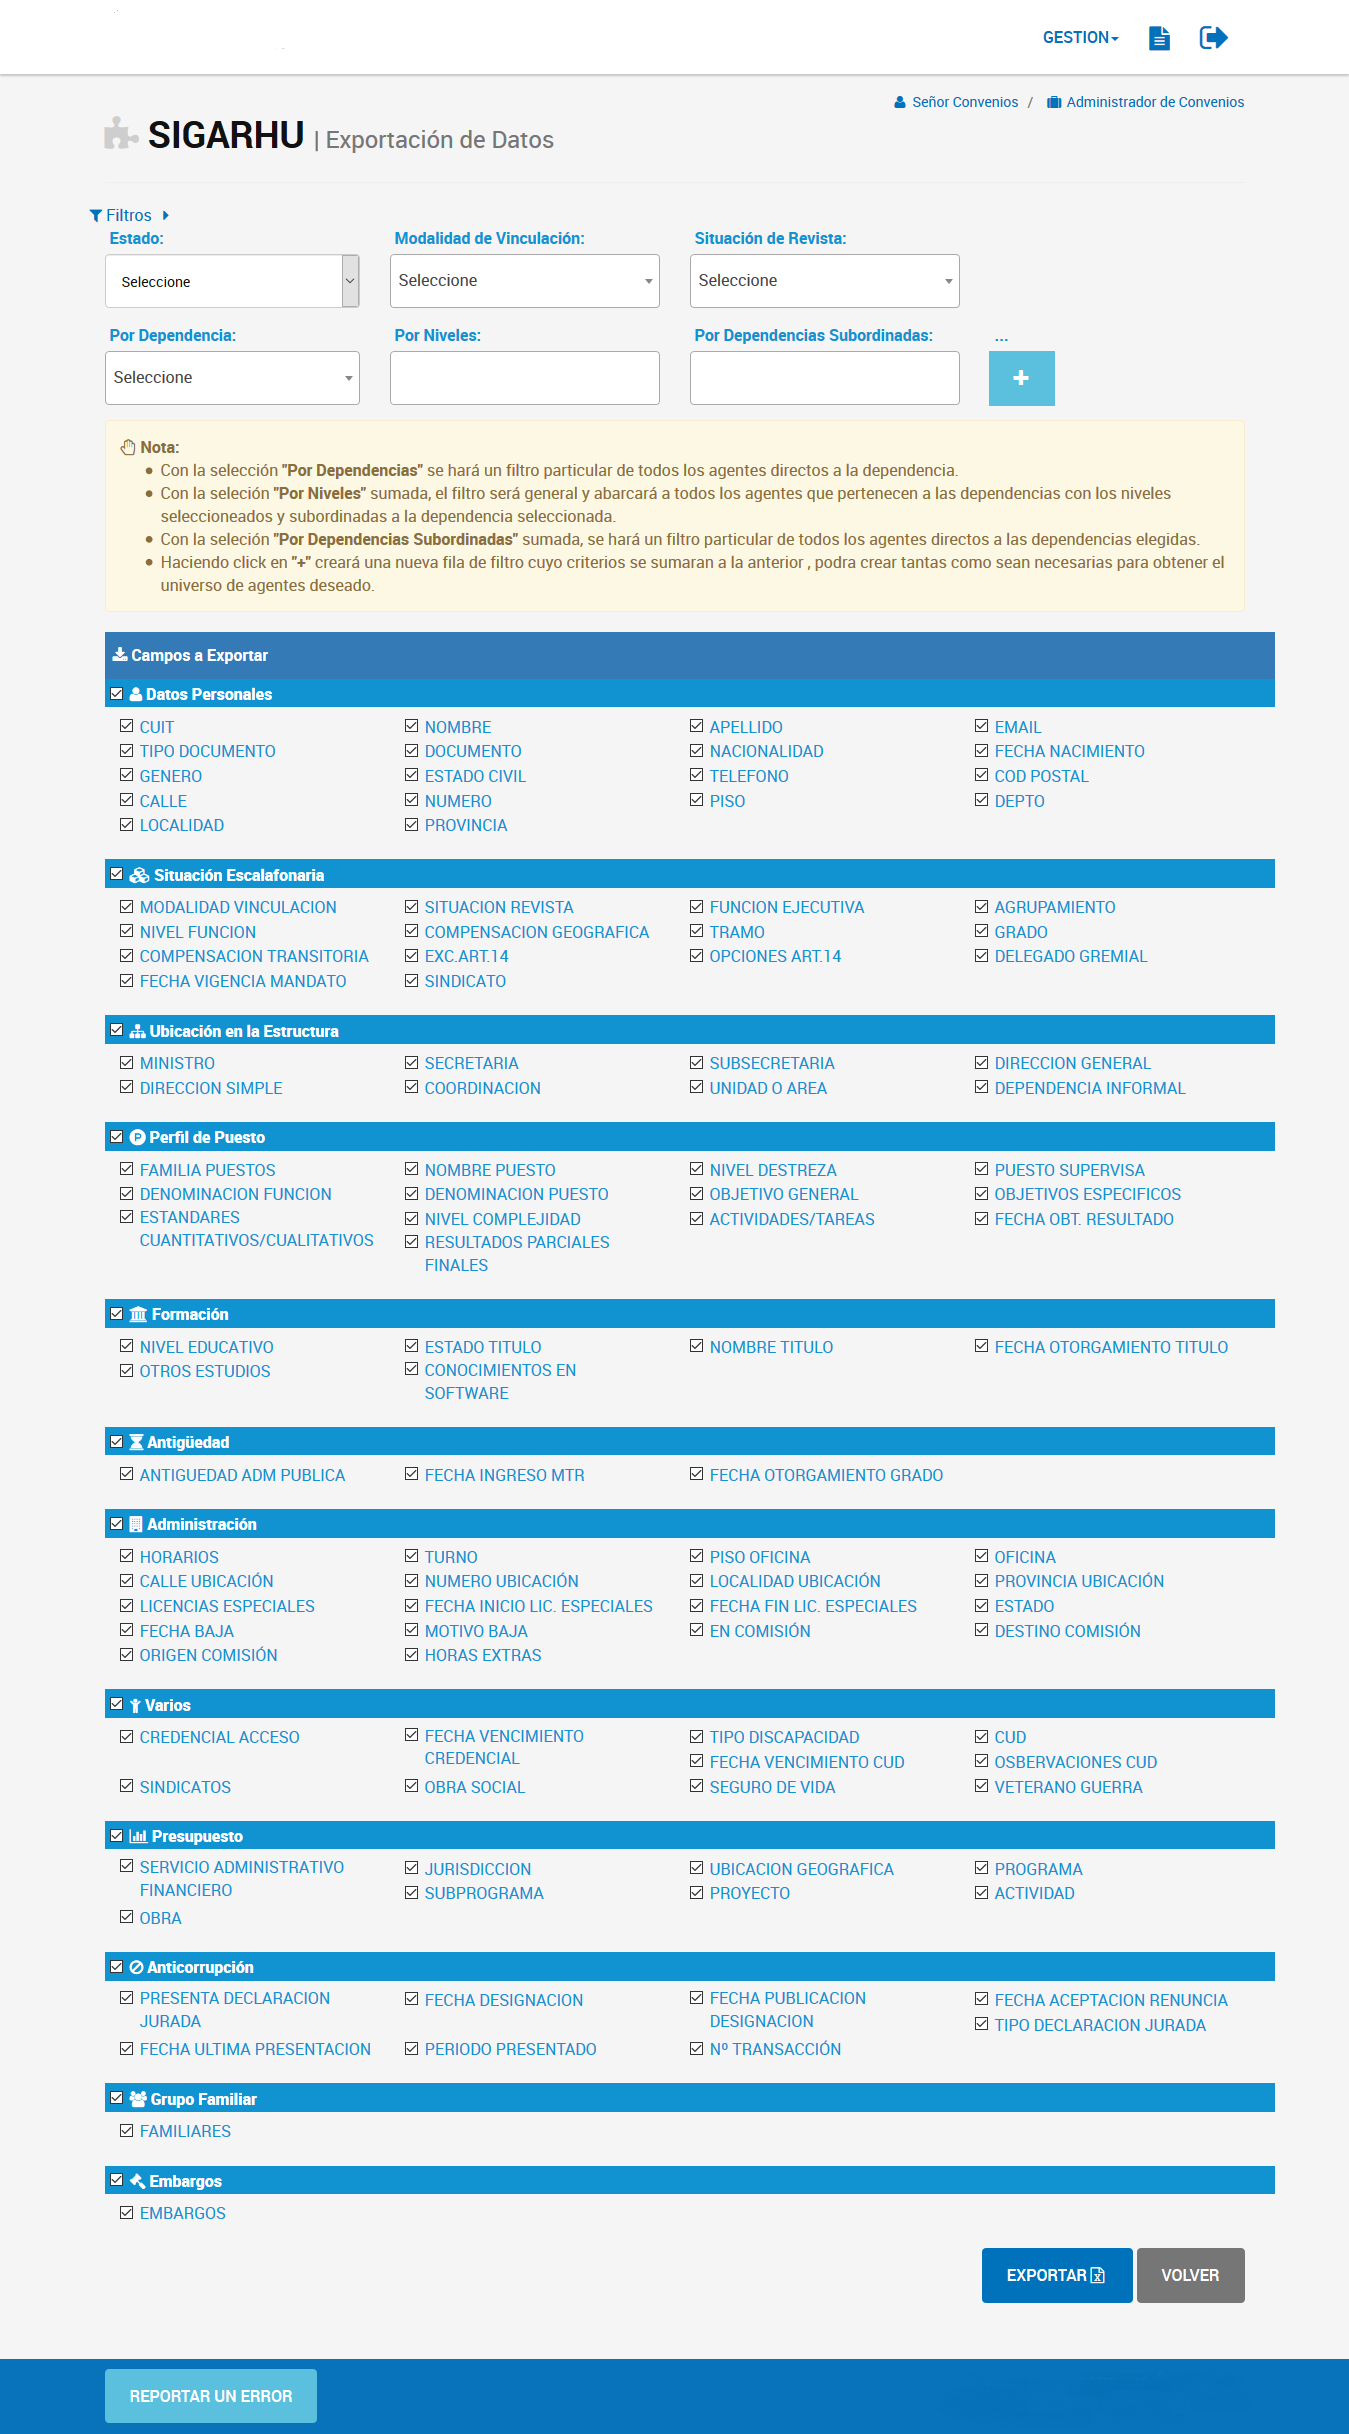 GESTION
Señor Convenios / Administrador de Convenios
SIGARHU | Exportación de Datos
Filtros
Estado: Modalidad de Vinculación: Situación de Revista:
Seleccione Seleccione Seleccione
Por Dependencia: Por Niveles: Por Dependencias Subordinadas: ...
Seleccione +
Nota:
• Con la selección "Por Dependencias" se hará un filtro particular de todos los agentes directos a la dependencia.
• Con la seleción "Por Niveles" sumada, el filtro será general y abarcará a todos los agentes que pertenecen a las dependencias con los niveles
seleccioneados y subordinadas a la dependencia seleccionada.
• Con la seleción "Por Dependencias Subordinadas" sumada, se hará un filtro particular de todos los agentes directos a las dependencias elegidas.
• Haciendo click en "+" creará una nueva fila de filtro cuyo criterios se sumaran a la anterior , podra crear tantas como sean necesarias para obtener el
universo de agentes deseado.
Campos a Exportar
Datos Personales
CUIT NOMBRE APELLIDO EMAIL
TIPO DOCUMENTO DOCUMENTO NACIONALIDAD FECHA NACIMIENTO
GENERO ESTADO CIVIL TELEFONO COD POSTAL
CALLE NUMERO PISO DEPTO
LOCALIDAD PROVINCIA
Situación Escalafonaria
MODALIDAD VINCULACION SITUACION REVISTA FUNCION EJECUTIVA AGRUPAMIENTO
NIVEL FUNCION COMPENSACION GEOGRAFICA TRAMO GRADO
COMPENSACION TRANSITORIA EXC.ART.14 OPCIONES ART.14 DELEGADO GREMIAL
FECHA VIGENCIA MANDATO SINDICATO
Ubicación en la Estructura
MINISTRO SECRETARIA SUBSECRETARIA DIRECCION GENERAL
DIRECCION SIMPLE COORDINACION UNIDAD O AREA DEPENDENCIA INFORMAL
Perfil de Puesto
FAMILIA PUESTOS NOMBRE PUESTO NIVEL DESTREZA PUESTO SUPERVISA
DENOMINACION FUNCION DENOMINACION PUESTO OBJETIVO GENERAL OBJETIVOS ESPECIFICOS
ESTANDARES NIVEL COMPLEJIDAD ACTIVIDADES/TAREAS FECHA OBT. RESULTADO
CUANTITATIVOS/CUALITATIVOS RESULTADOS PARCIALES
FINALES
Formación
NIVEL EDUCATIVO ESTADO TITULO NOMBRE TITULO FECHA OTORGAMIENTO TITULO
OTROS ESTUDIOS CONOCIMIENTOS EN
SOFTWARE
Antigüedad
ANTIGUEDAD ADM PUBLICA FECHA INGRESO MTR FECHA OTORGAMIENTO GRADO
Administración
HORARIOS TURNO PISO OFICINA OFICINA
CALLE UBICACIÓN NUMERO UBICACIÓN LOCALIDAD UBICACIÓN PROVINCIA UBICACIÓN
LICENCIAS ESPECIALES FECHA INICIO LIC. ESPECIALES FECHA FIN LIC. ESPECIALES ESTADO
FECHA BAJA MOTIVO BAJA EN COMISIÓN DESTINO COMISIÓN
ORIGEN COMISIÓN HORAS EXTRAS
Varios
CREDENCIAL ACCESO FECHA VENCIMIENTO TIPO DISCAPACIDAD CUD
CREDENCIAL FECHA VENCIMIENTO CUD OSBERVACIONES CUD
SINDICATOS OBRA SOCIAL SEGURO DE VIDA VETERANO GUERRA
Presupuesto
SERVICIO ADMINISTRATIVO JURISDICCION UBICACION GEOGRAFICA PROGRAMA
FINANCIERO SUBPROGRAMA PROYECTO ACTIVIDAD
OBRA
Anticorrupción
PRESENTA DECLARACION FECHA DESIGNACION FECHA PUBLICACION FECHA ACEPTACION RENUNCIA
JURADA DESIGNACION TIPO DECLARACION JURADA
FECHA ULTIMA PRESENTACION PERIODO PRESENTADO Nº TRANSACCIÓN
Grupo Familiar
FAMILIARES
Embargos
EMBARGOS
EXPORTAR VOLVER
REPORTAR UN ERROR